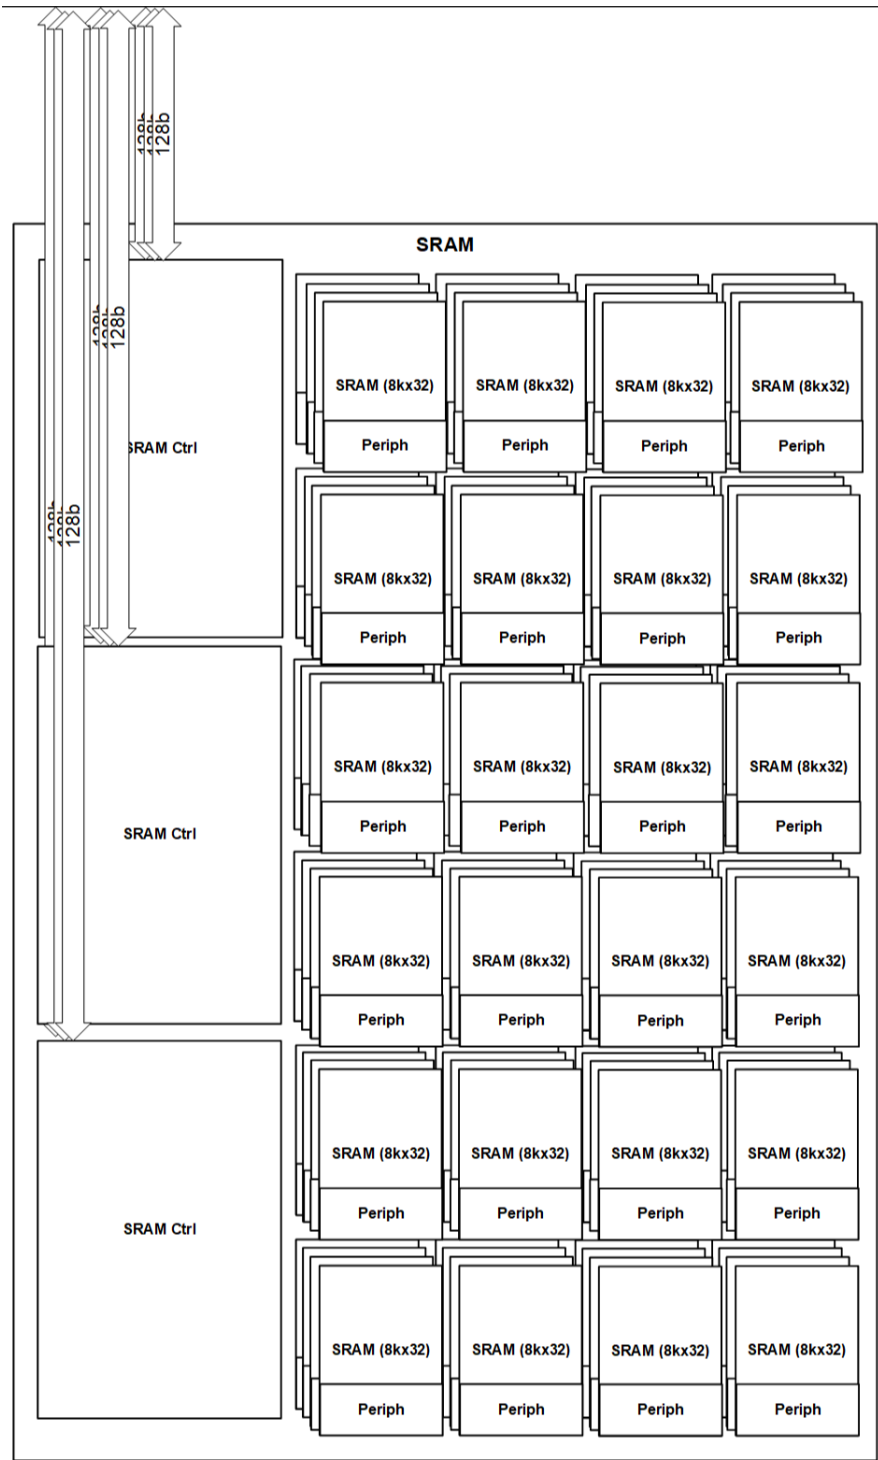 128b
SRAM
128b
SRAM (8kx32)
SRAM (8kx32)
SRAM (8kx32)
SRAM (8kx32)
SRAM Ctrl
Periph
Periph
Periph
Periph
128b
SRAM (8kx32)
SRAM (8kx32)
SRAM (8kx32)
SRAM (8kx32)
Periph
Periph
Periph
Periph
SRAM (8kx32)
SRAM (8kx32)
SRAM (8kx32)
SRAM (8kx32)
SRAM Ctrl
Periph
Periph
Periph
Periph
SRAM (8kx32)
SRAM (8kx32)
SRAM (8kx32)
SRAM (8kx32)
Periph
Periph
Periph
Periph
SRAM (8kx32)
SRAM (8kx32)
SRAM (8kx32)
SRAM (8kx32)
SRAM Ctrl
Periph
Periph
Periph
Periph
SRAM (8kx32)
SRAM (8kx32)
SRAM (8kx32)
SRAM (8kx32)
Periph
Periph
Periph
Periph